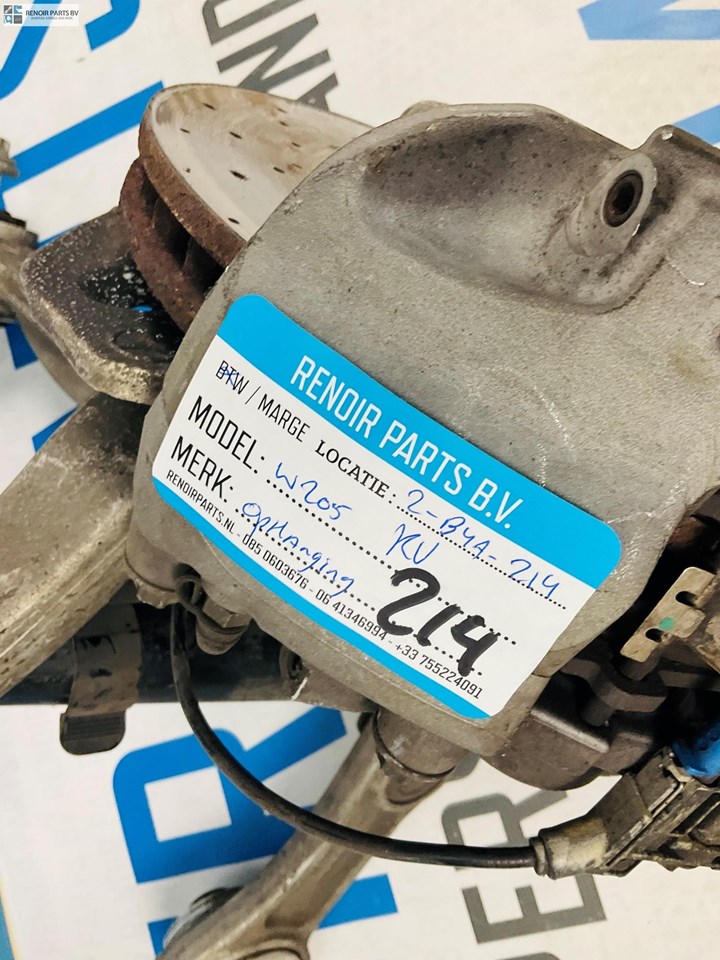 RENOIR PARTS BV
RENOIR PARTS B.V.
BTW / MARGE LOCATIE: 2-B4A-214
MODEL: W205 RV
MERK: OpHanging 214
RENOIRPARTS.NL - 085 0603676 - 06 41346994 - +33 755224091